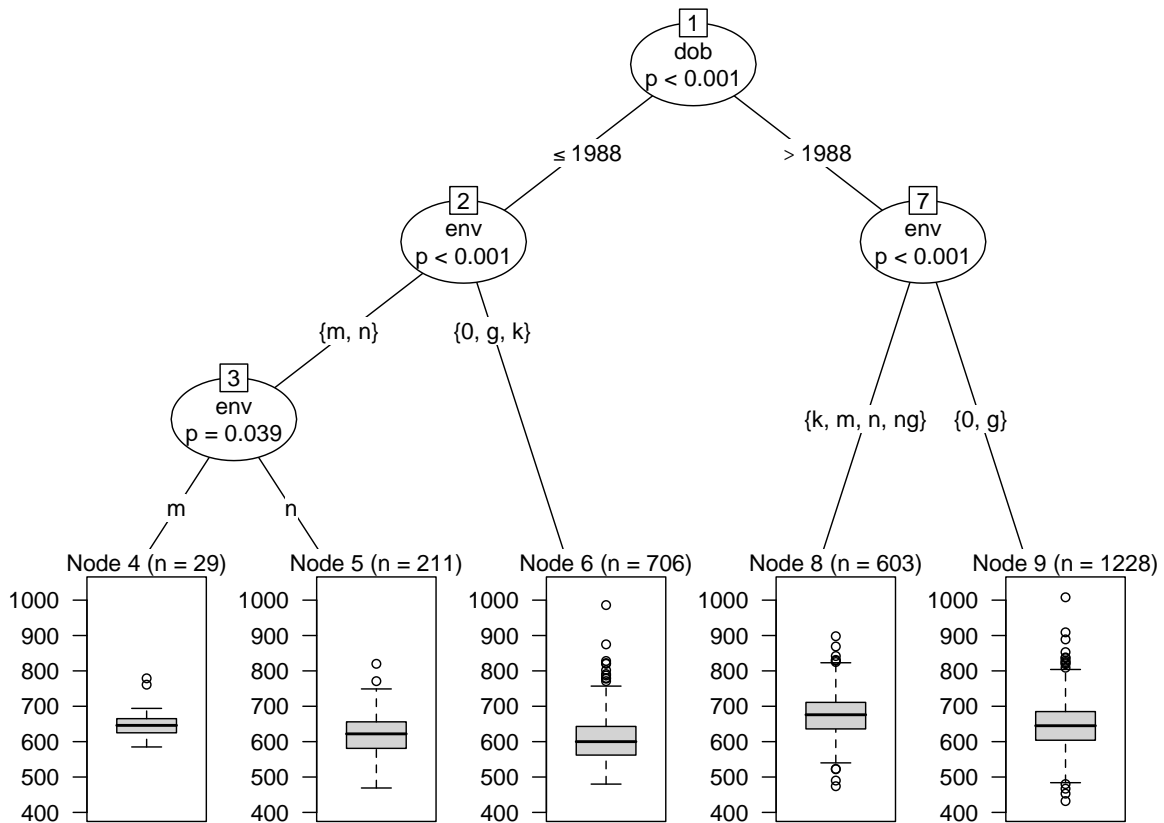 1
dob
p < 0.001
≤ 1988
> 1988
2
env
p < 0.001
7
env
p < 0.001
{m, n}
{0, g, k}
3
env
p = 0.039
{k, m, n, ng}
{0, g}
m
n
Node 4 (n = 29)
Node 5 (n = 211)
Node 6 (n = 706)
Node 8 (n = 603)
Node 9 (n = 1228)
1000
900
800
700
600
500
400
1000
900
800
700
600
500
400
1000
900
800
700
600
500
400
1000
900
800
700
600
500
400
1000
900
800
700
600
500
400